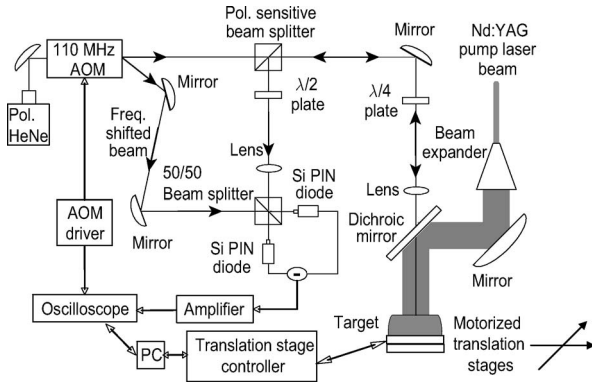 110 MHz
AOM
Pol.
HeNe
Mirror
Freq.
shifted
beam
Pol. sensitive
beam splitter
λ/2
plate
Mirror
λ/4
plate
Nd:YAG
pump laser
beam
Beam
expander
Lens
Lens
50/50
Beam splitter
Dichroic
mirror
Mirror
AOM
driver
Mirror
Si PIN
diode
Si PIN
diode
-
Oscilloscope
Amplifier
PC
Translation stage
controller
Target
Motorized
translation
stages